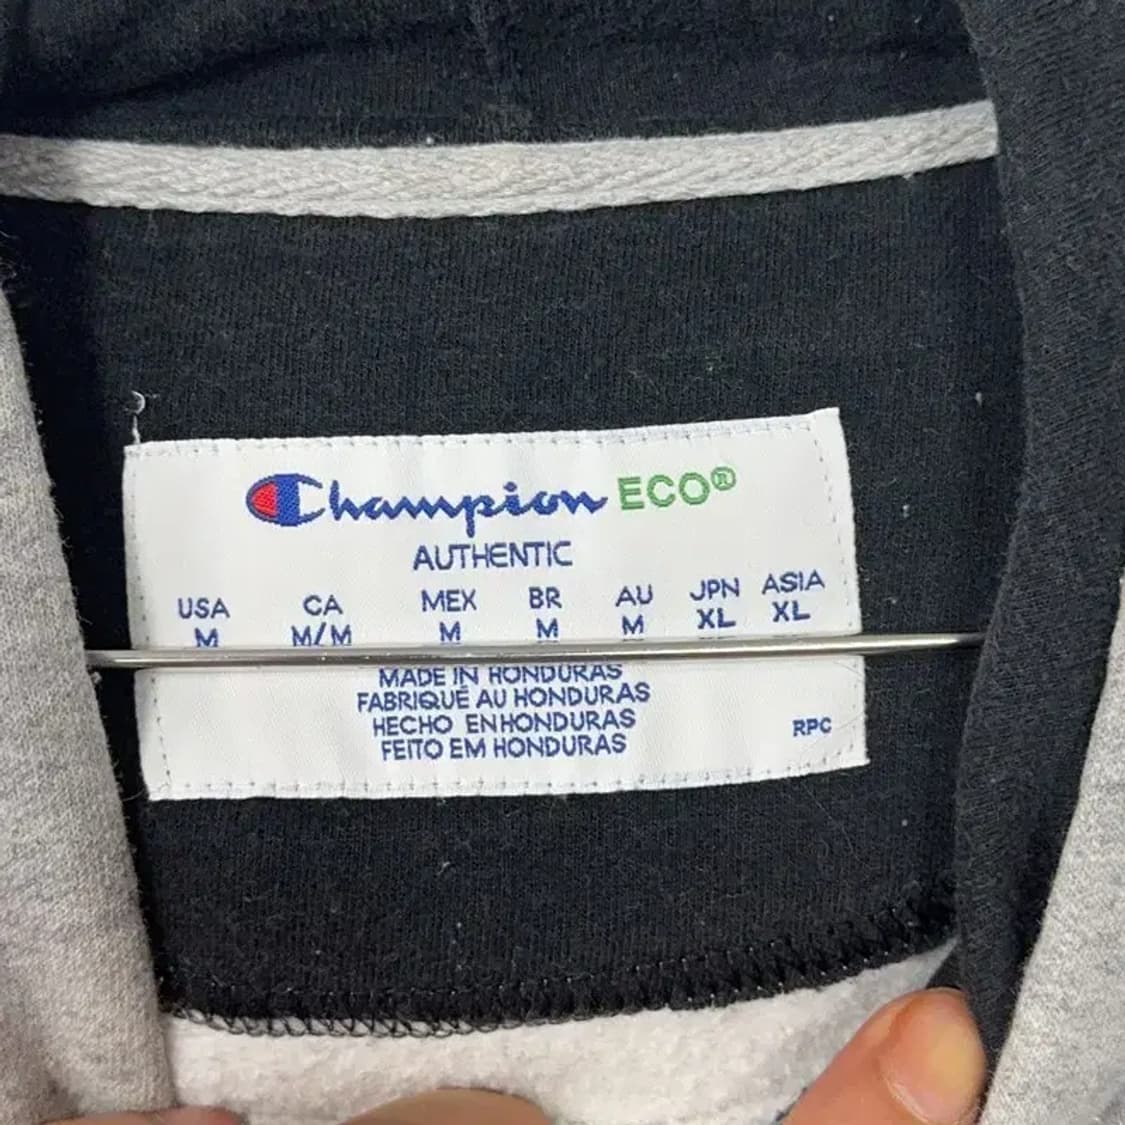 Champion ECO®
AUTHENTIC
USA CA MEX BR AU JPN ASIA
M M/M M M M XL XL
MADE IN HONDURAS
FABRIQUÉ AU HONDURAS
HECHO EN HONDURAS
FEITO EM HONDURAS
RPC